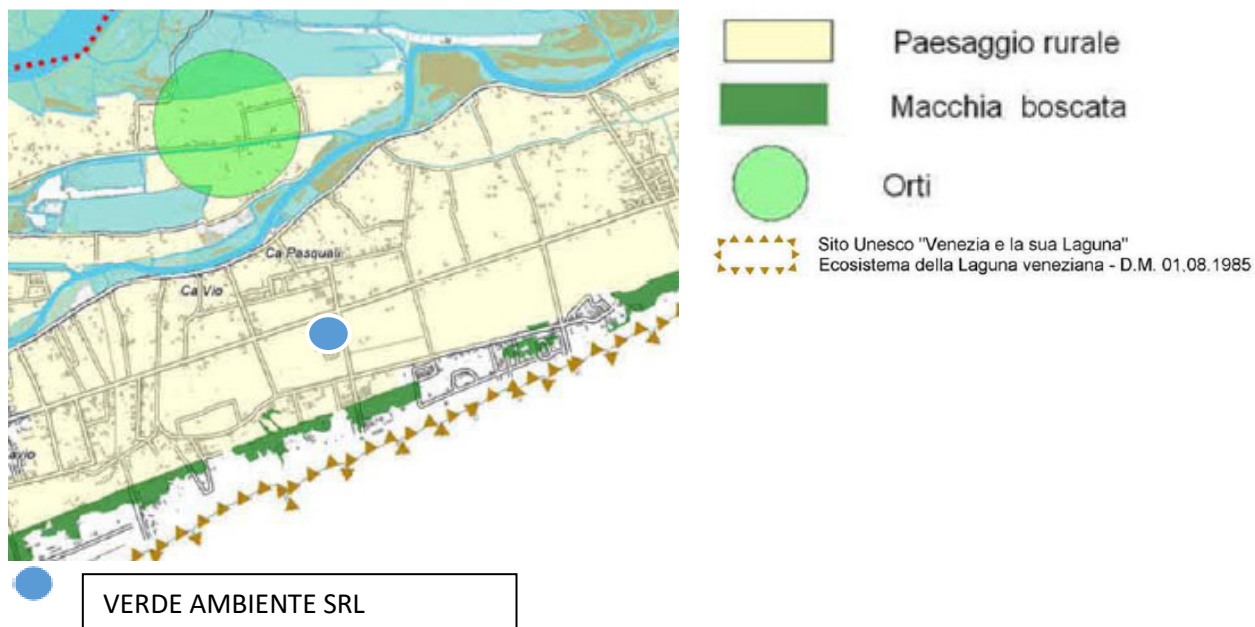 Ca Pasquali
Ca Vio
Paesaggio rurale
Macchia boscata
Orti
Sito Unesco "Venezia e la sua Laguna"
Ecosistema della Laguna veneziana - D.M. 01.08.1985
VERDE AMBIENTE SRL